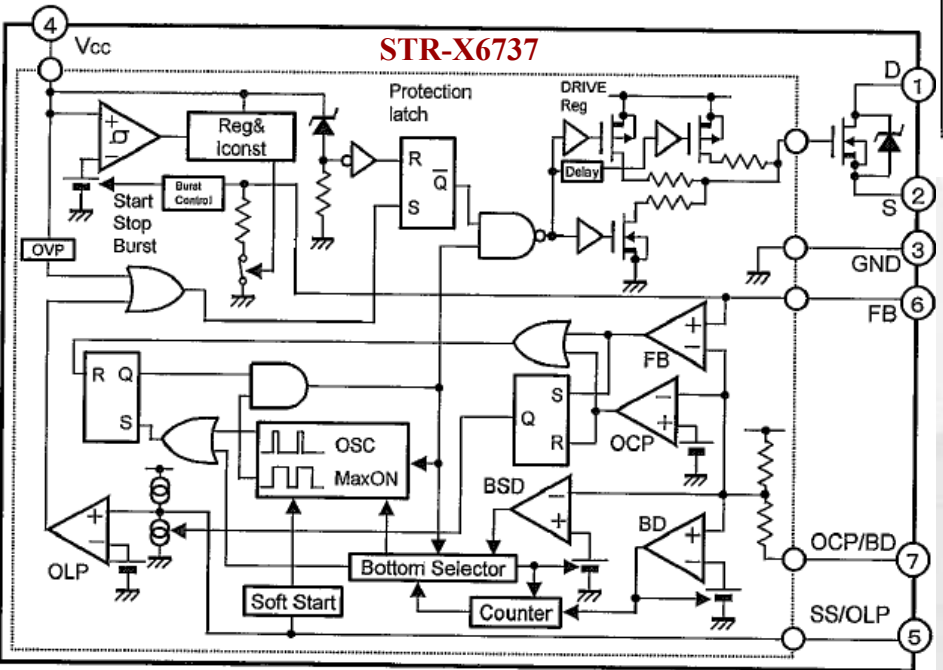 STR-X6737
4
Vcc
D
1
Protection
latch
DRIVE
Reg
+
σ
-
Reg&
Iconst
R
Q
S
Delay
S
2
Burst
Control
Start
Stop
Burst
OVP
GND
3
FB
6
+
-
FB
R Q
S
S
Q
R
-
+
OCP
OSC
MaxON
BSD
-
+
BD
+
-
+
-
OLP
OCP/BD
7
Bottom Selector
Soft Start
Counter
SS/OLP
5